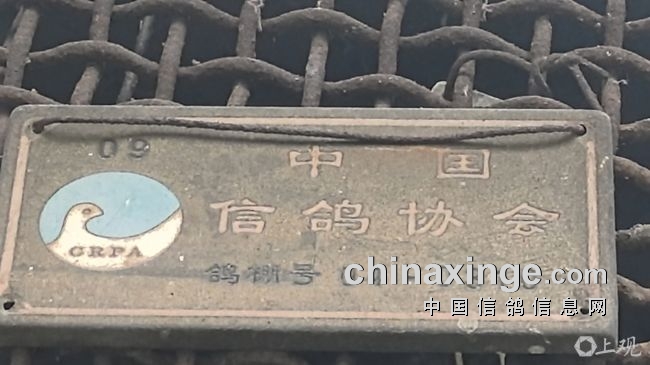 09
中国
信鸽协会
CRPA
鸽棚号
chinaxinge.com
中国信鸽信息网
上观